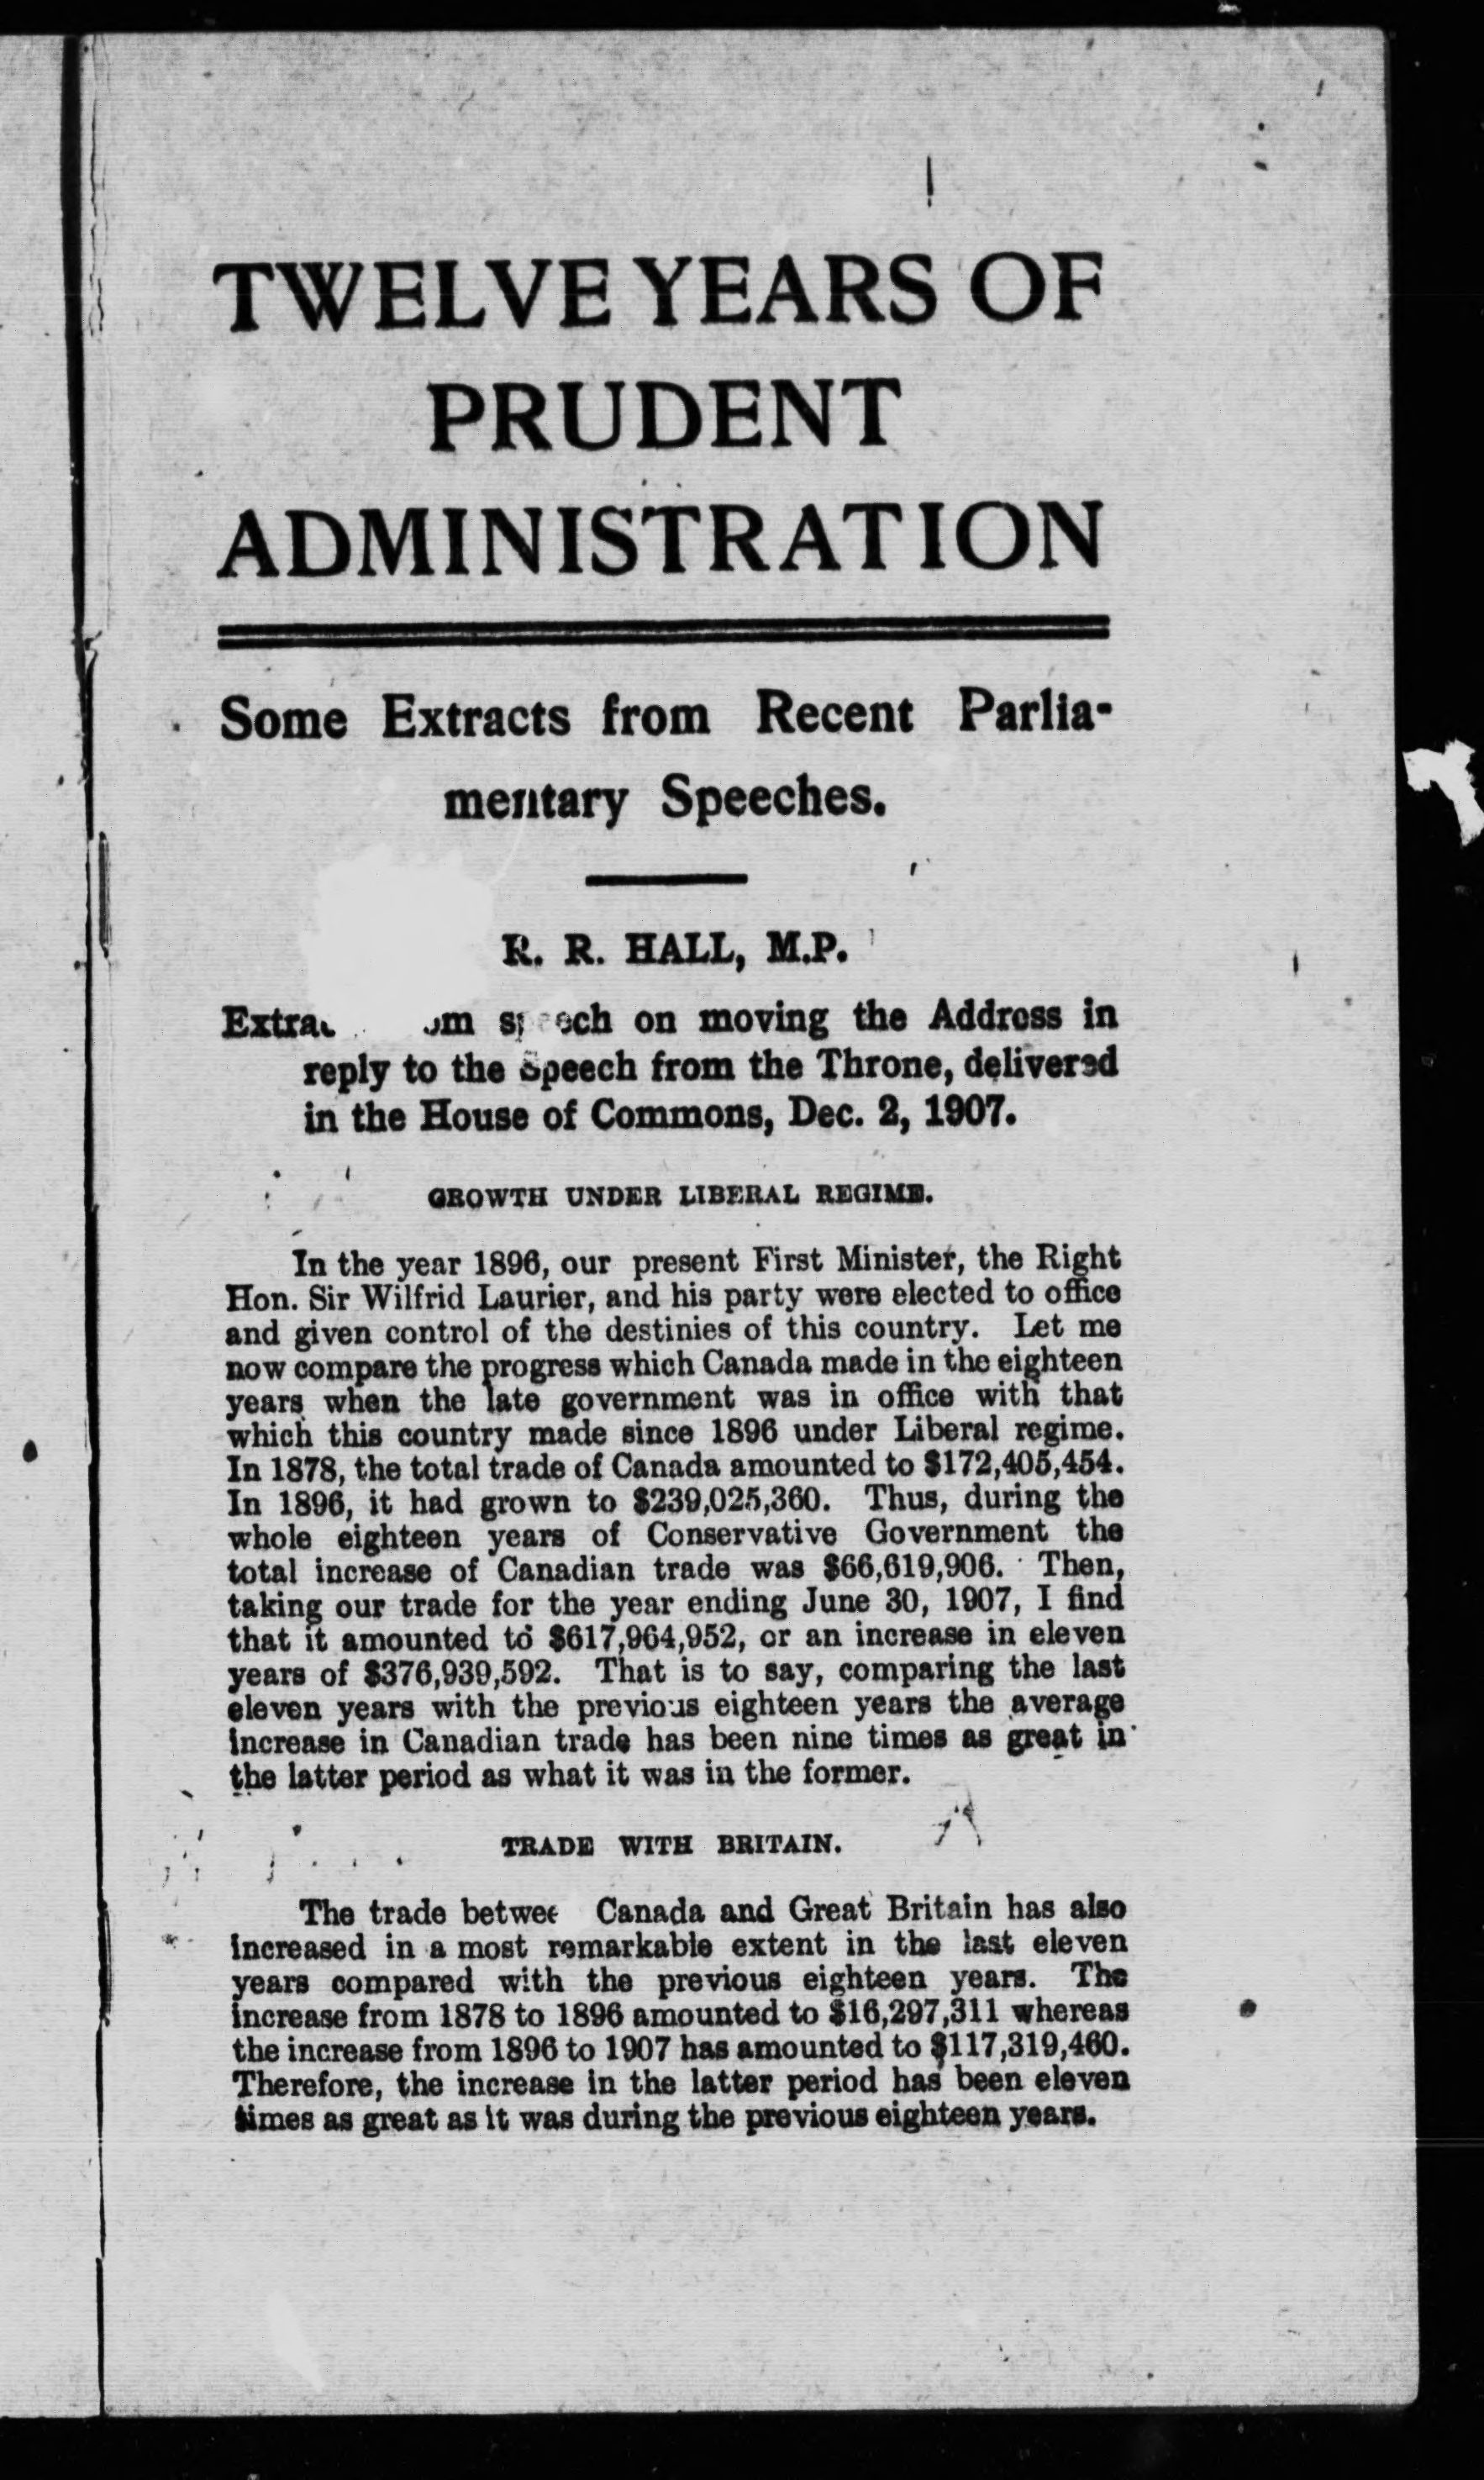 TWELVE YEARS OF
PRUDENT
ADMINISTRATION
Some Extracts from Recent Parlia-
mentary Speeches.
R. R. HALL, M.P.
on moving the Address in
reply to the Speech from the Throne, delivered
in the House of Commons, Dec. 2, 1907.
GROWTH UNDER LIBERAL REGIME.
In the year 1896, our present First Minister, the Right
Hon. Sir Wilfrid Laurier, and his party were elected to office
and given control of the destinies of this country. Let me
now compare the progress which Canada made in the eighteen
years when the late government was in office with that
which this country made since 1896 under Liberal regime.
In 1878, the total trade of Canada amounted to $172,405,454.
In 1896, it had grown to $239,025,360. Thus, during the
whole eighteen years of Conservative Government the
total increase of Canadian trade was $66,619,906. Then,
taking our trade for the year ending June 30, 1907, I find
that it amounted to $617,964,952, or an increase in eleven
years of $376,939,592. That is to say, comparing the last
eleven years with the previous eighteen years the average
increase in Canadian trade has been nine times as great in
the latter period as what it was in the former.
TRADE WITH BRITAIN.
The trade Canada and Great Britain has also
increased in a most remarkable extent in the last eleven
years compared with the previous eighteen years. The
increase from 1878 to 1896 amounted to $16,297,311 whereas
the increase from 1896 to 1907 has amounted to $117,319,460.
Therefore, the increase in the latter period has been eleven
times as great as it was during the previous eighteen years.